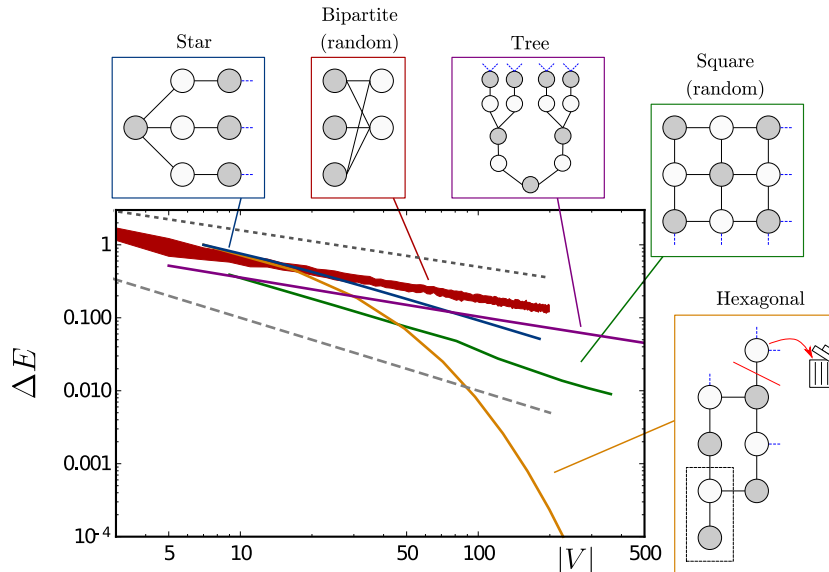 Star
Bipartite
(random)
Tree
Square
(random)
Hexagonal
ΔE
1
0.100
0.010
0.001
10⁻⁴
5
10
50
100
|V|
500